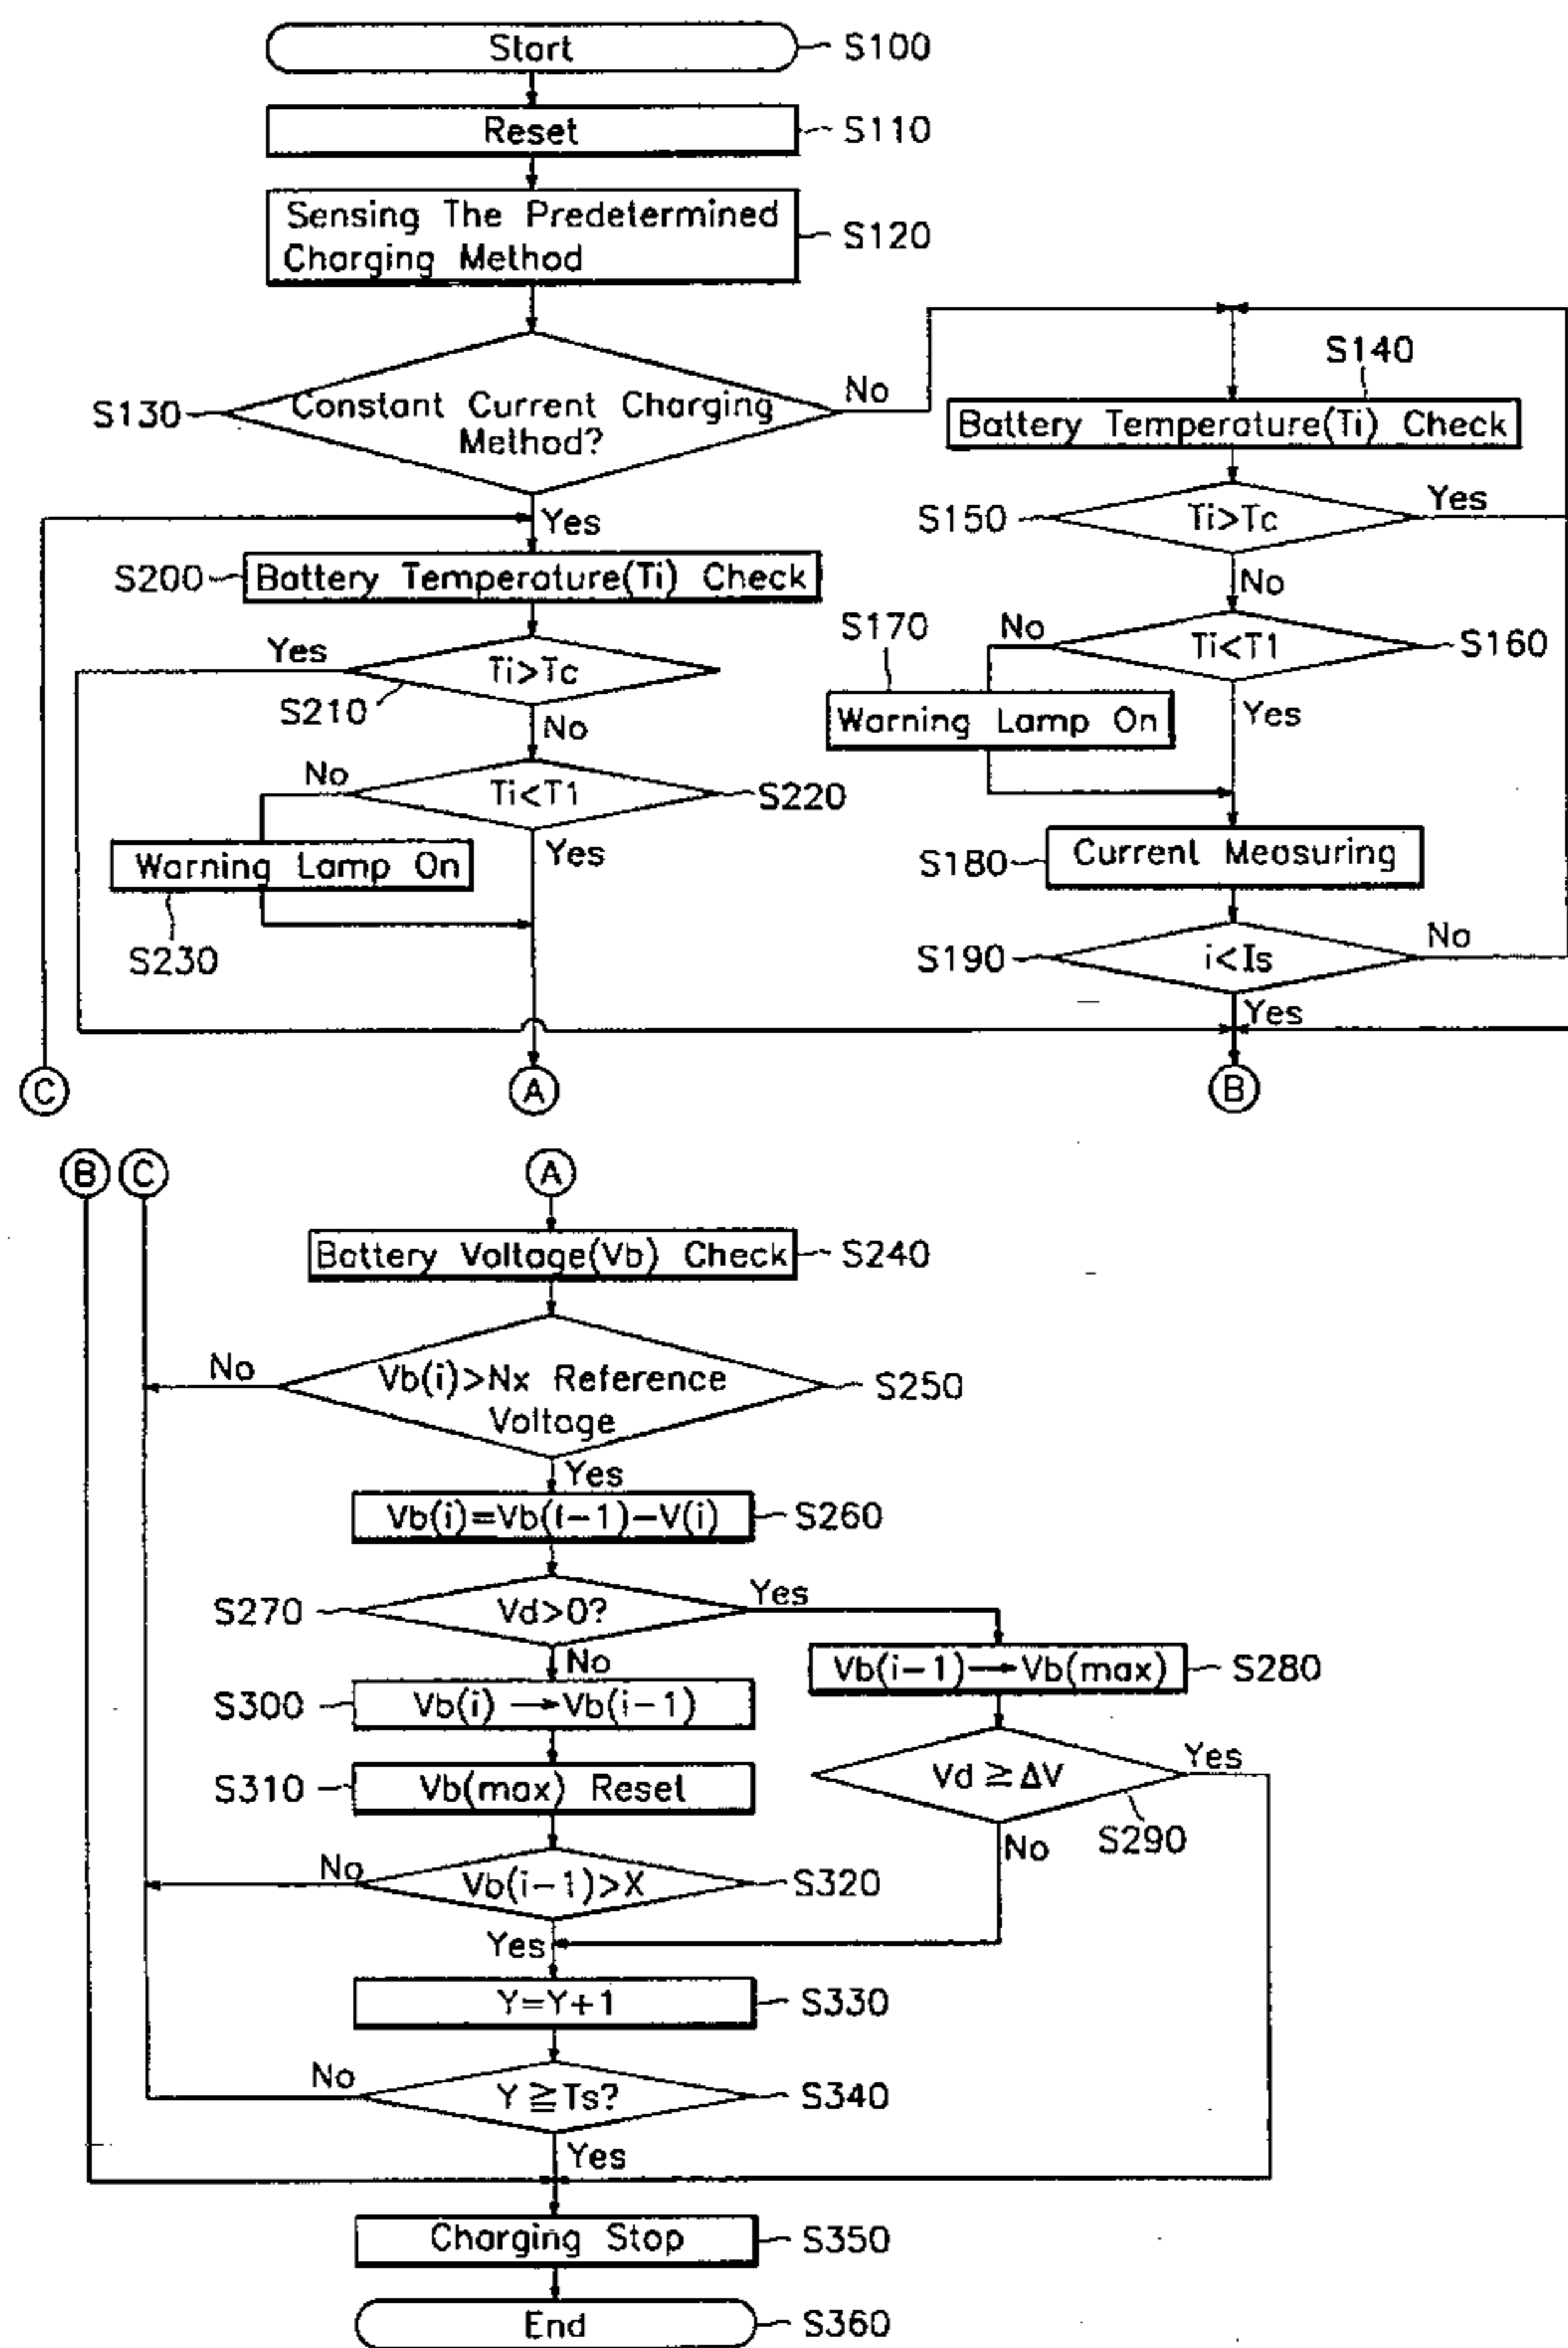 Start
S100
Reset
S110
Sensing The Predetermined
Charging Method
S120
S130
Constant Current Charging
Method?
No
Yes
S140
Battery Temperature(Ti) Check
S150
Ti>Tc
Yes
No
S160
Ti<T1
No
Yes
S170
Warning Lamp On
S180
Current Measuring
S190
i<Is
No
Yes
S200
Battery Temperature(Ti) Check
Yes
Ti>Tc
S210
No
No
Ti<T1
S220
Yes
Warning Lamp On
S230
C
A
B
B
C
A
Battery Voltage(Vb) Check
S240
No
Vb(i)>Nx Reference
Voltage
S250
Yes
Vb(i)=Vb(i-1)-V(i)
S260
S270
Vd>0?
Yes
No
Vb(i-1)→Vb(max)
S280
S300
Vb(i) →Vb(i-1)
S310
Vb(max) Reset
Vd ≧ ΔV
Yes
S290
No
No
Vb(i-1)>X
S320
Yes
Y=Y+1
S330
No
Y ≧ Ts?
S340
Yes
Charging Stop
S350
End
S360